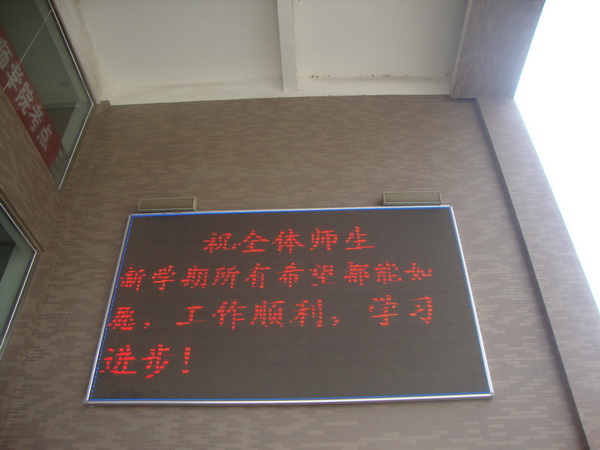 祝全体师生
新学期所有希望都能如
愿，工作顺利，学习
进步！